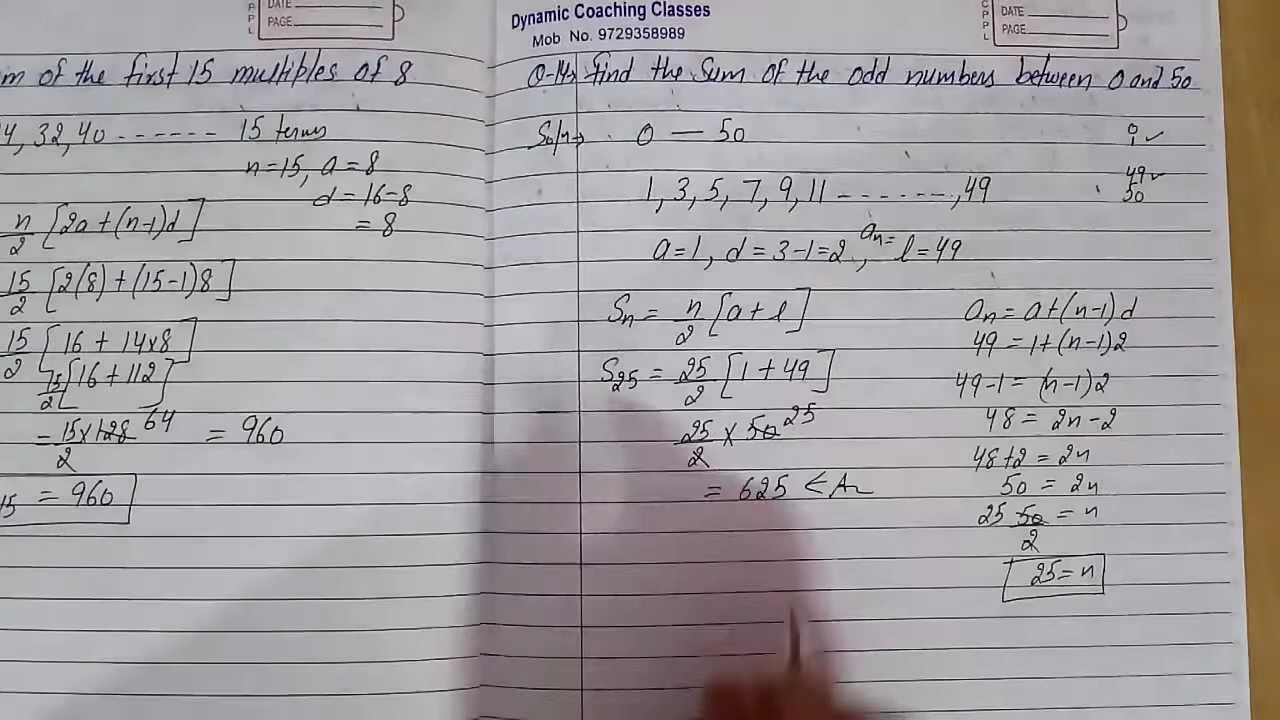 DATE
PAGE
m of the first 15 multiples of 8
4, 32, 40 ------ 15 terms
n=15, a=8
d=16-8
=8
n/2 [2a+(n-1)d]
15/2 [2(8)+(15-1)8]
15/2 [16+14x8]
15/2 [16+112]
= 15x128/2 64 = 960
15 = 960
Dynamic Coaching Classes
Mob No. 9729358989
DATE
PAGE
Q-14> find the sum of the odd numbers between 0 and 50
Soln→ 0 — 50
0
1 ✓
49 ✓
50
1, 3, 5, 7, 9, 11 -------, 49
a=1, d=3-1=2, an= l=49
Sn = n/2 [a+l]
S25 = 25/2 [1+49]
25/2 x 50 25
= 625 < An
an = a+(n-1)d
49 = 1+(n-1)2
49-1 = (n-1)2
48 = 2n-2
48+2 = 2n
50 = 2n
25 50/2 = n
25=n